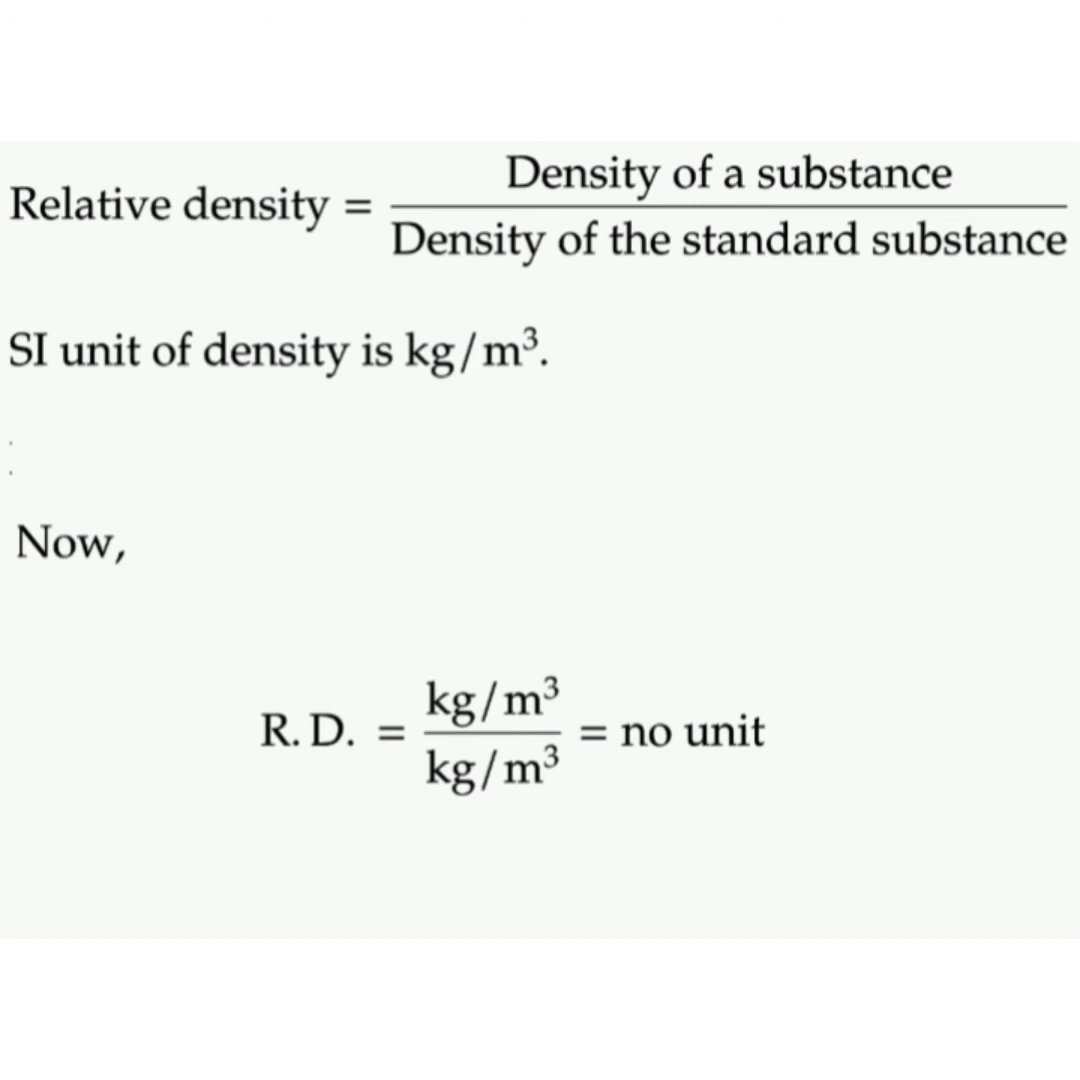 Relative density = Density of a substance / Density of the standard substance
SI unit of density is kg/m³.
Now,
R. D. = kg/m³ / kg/m³ = no unit